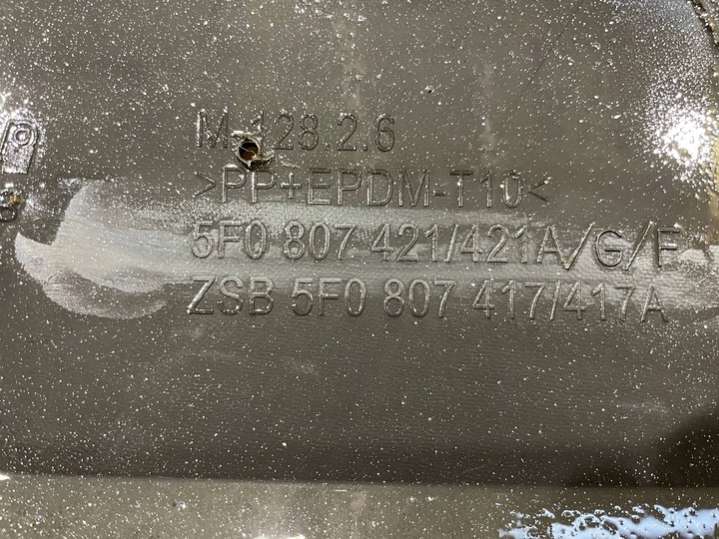 M-128 2.6
>PP+EPDM-T10<
5F0 807 421/421A/G/F
ZSB 5F0 807 417/417A